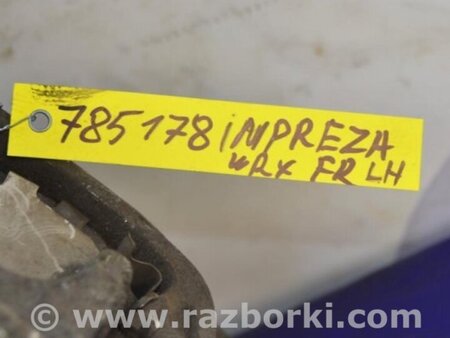 785178 iMPREZA
WRX FR LH
© www.razborki.com